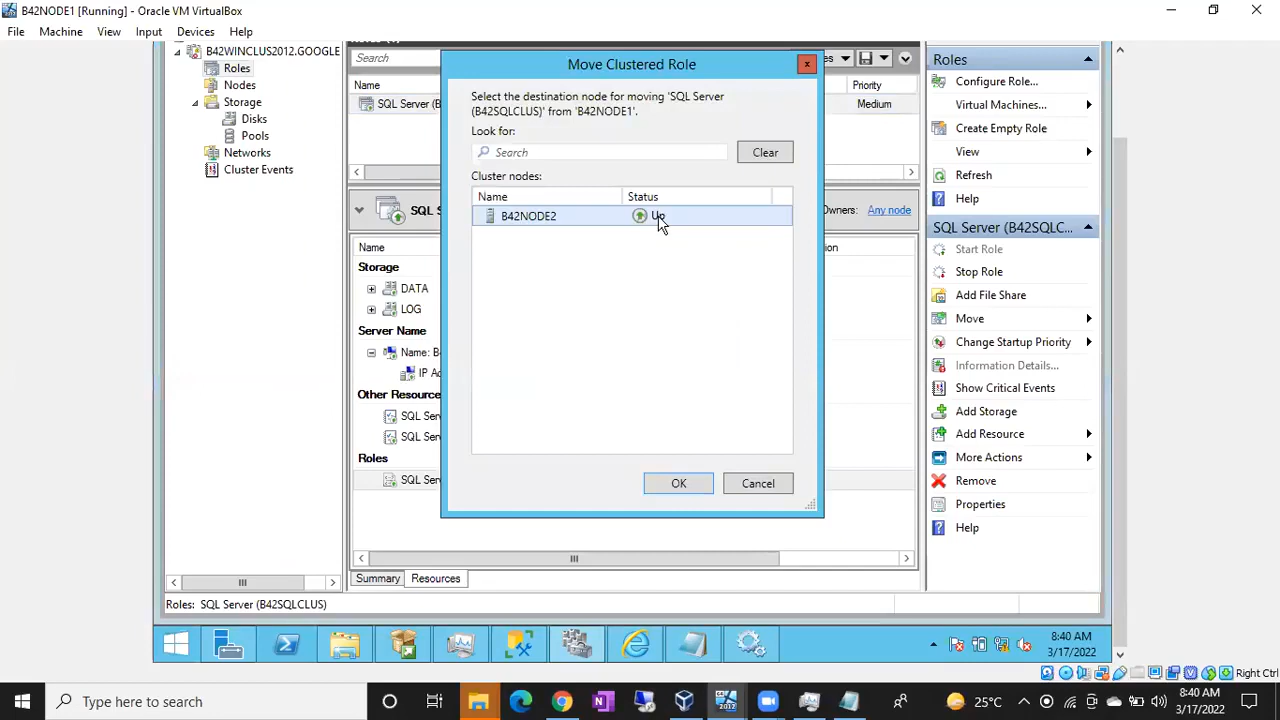 B42NODE1 [Running] - Oracle VM VirtualBox
File Machine View Input Devices Help
B42WINCLUS2012.GOOGLE
Roles
Nodes
Storage
Disks
Pools
Networks
Cluster Events
Search
Name
Priority
SQL Server (B
Medium
SQL S
Owners: Any node
Name
Storage
DATA
LOG
Server Name
Name: B4
IP Ad
Other Resource
SQL Serv
SQL Serv
Roles
SQL Serv
Summary Resources
Move Clustered Role
Select the destination node for moving 'SQL Server
(B42SQLCLUS)' from 'B42NODE1'.
Look for:
Search
Clear
Cluster nodes:
Name Status
B42NODE2 Up
OK Cancel
Roles
Configure Role...
Virtual Machines...
Create Empty Role
View
Refresh
Help
SQL Server (B42SQLC...
Start Role
Stop Role
Add File Share
Move
Change Startup Priority
Information Details...
Show Critical Events
Add Storage
Add Resource
More Actions
Remove
Properties
Help
Roles: SQL Server (B42SQLCLUS)
8:40 AM
3/17/2022
Right Ctrl
Type here to search
25°C
8:40 AM
3/17/2022